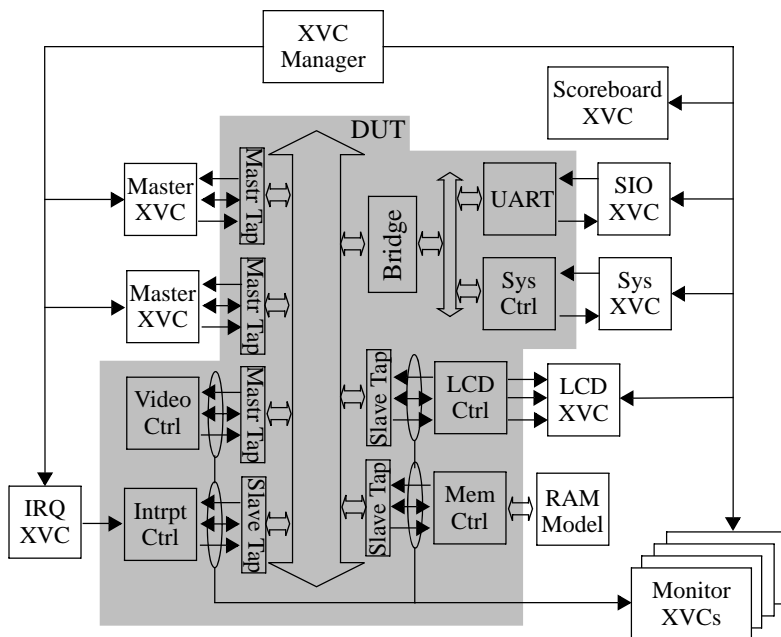 XVC
Manager
Scoreboard
XVC
DUT
Master
XVC
Mastr Tap
Bridge
UART
SIO
XVC
Master
XVC
Mastr Tap
Sys
Ctrl
Sys
XVC
Video
Ctrl
Mastr Tap
Slave Tap
LCD
Ctrl
LCD
XVC
IRQ
XVC
Intrpt
Ctrl
Slave Tap
Slave Tap
Mem
Ctrl
RAM
Model
Monitor
XVCs